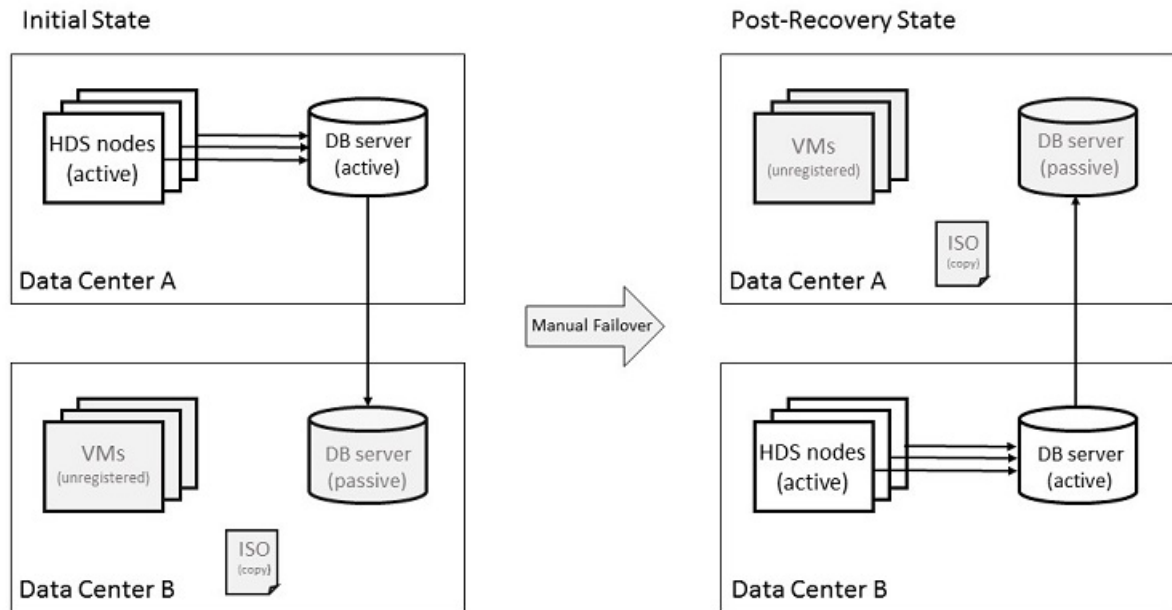 Initial State
HDS nodes
(active)
DB server
(active)
Data Center A
VMs
(unregistered)
DB server
(passive)
ISO
(copy)
Data Center B
Manual Failover
Post-Recovery State
VMs
(unregistered)
DB server
(passive)
ISO
(copy)
Data Center A
HDS nodes
(active)
DB server
(active)
Data Center B